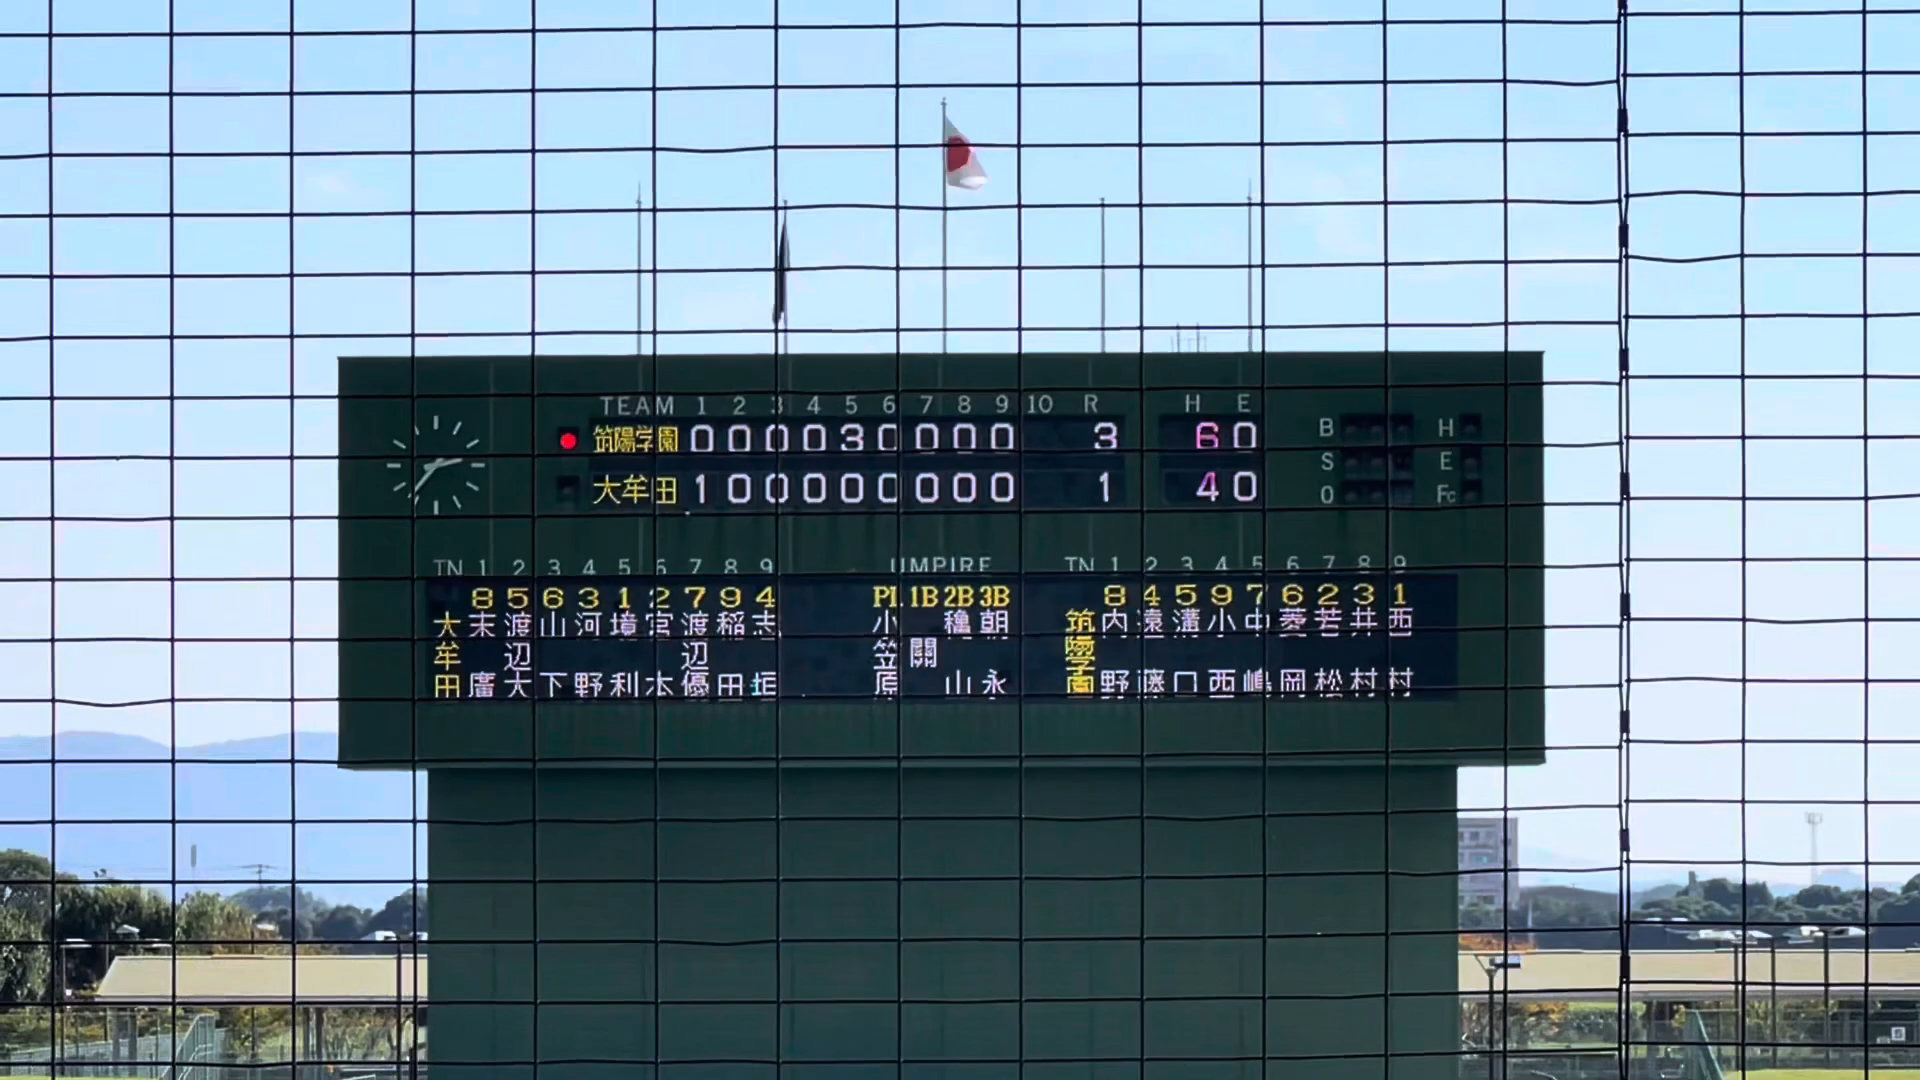 TEAM 1 2 3 4 5 6 7 8 9 10 R H E
筑陽学園 0 0 0 0 3 0 0 0 0 3 6 0
大牟田 1 0 0 0 0 0 0 0 0 1 4 0
B H
S E
O Fc
TN 1 2 3 4 5 6 7 8 9
8 5 6 3 1 2 7 9 4
大牟田
末廣
渡辺大
山下
河野
境利
宮本
渡辺優
稲田
志垣
UMPIRE
PL 1B 2B 3B
小笠原
關
穐山
朝永
TN 1 2 3 4 5 6 7 8 9
8 4 5 9 7 6 2 3 1
筑陽学園
内野
遠藤
溝口
小西
中嶋
菱岡
若松
井村
西村